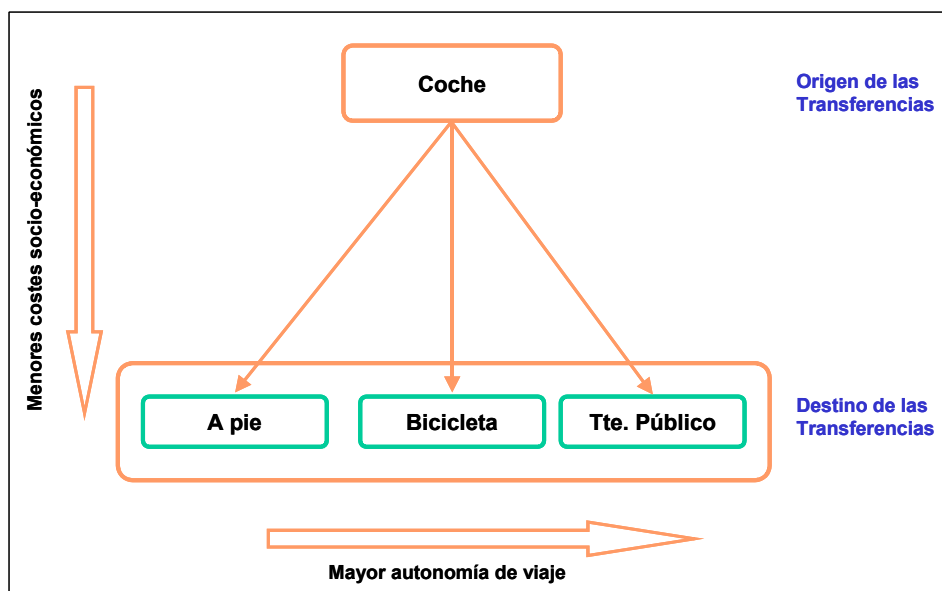 Coche
Origen de las
Transferencias
Menores costes socio-económicos
A pie
Bicicleta
Tte. Público
Destino de las
Transferencias
Mayor autonomía de viaje